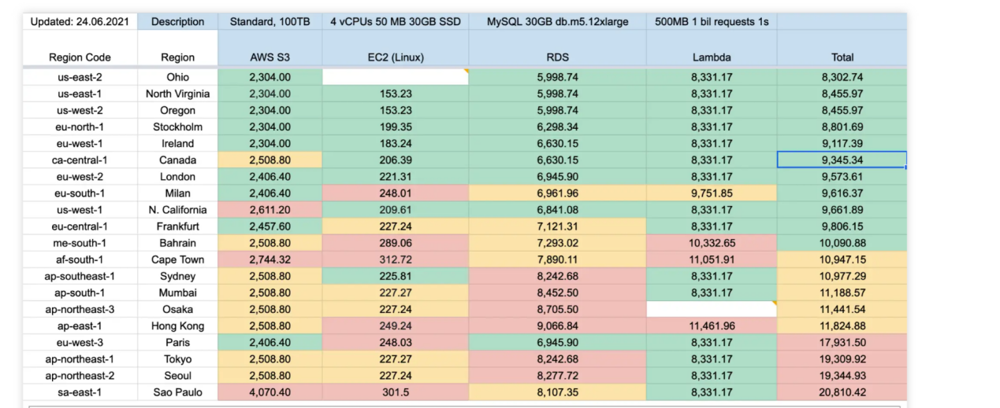 Updated: 24.06.2021 Description Standard, 100TB 4 vCPUs 50 MB 30GB SSD MySQL 30GB db.m5.12xlarge 500MB 1 bil requests 1s
Region Code Region AWS S3 EC2 (Linux) RDS Lambda Total
us-east-2 Ohio 2,304.00 5,998.74 8,331.17 8,302.74
us-east-1 North Virginia 2,304.00 153.23 5,998.74 8,331.17 8,455.97
us-west-2 Oregon 2,304.00 153.23 5,998.74 8,331.17 8,455.97
eu-north-1 Stockholm 2,304.00 199.35 6,298.34 8,331.17 8,801.69
eu-west-1 Ireland 2,304.00 183.24 6,630.15 8,331.17 9,117.39
ca-central-1 Canada 2,508.80 206.39 6,630.15 8,331.17 9,345.34
eu-west-2 London 2,406.40 221.31 6,945.90 8,331.17 9,573.61
eu-south-1 Milan 2,406.40 248.01 6,961.96 9,751.85 9,616.37
us-west-1 N. California 2,611.20 209.61 6,841.08 8,331.17 9,661.89
eu-central-1 Frankfurt 2,457.60 227.24 7,121.31 8,331.17 9,806.15
me-south-1 Bahrain 2,508.80 289.06 7,293.02 10,332.65 10,090.88
af-south-1 Cape Town 2,744.32 312.72 7,890.11 11,051.91 10,947.15
ap-southeast-1 Sydney 2,508.80 225.81 8,242.68 8,331.17 10,977.29
ap-south-1 Mumbai 2,508.80 227.27 8,452.50 8,331.17 11,188.57
ap-northeast-3 Osaka 2,508.80 227.24 8,705.50 11,441.54
ap-east-1 Hong Kong 2,508.80 249.24 9,066.84 11,461.96 11,824.88
eu-west-3 Paris 2,406.40 248.03 6,945.90 8,331.17 17,931.50
ap-northeast-1 Tokyo 2,508.80 227.27 8,242.68 8,331.17 19,309.92
ap-northeast-2 Seoul 2,508.80 227.24 8,277.72 8,331.17 19,344.93
sa-east-1 Sao Paulo 4,070.40 301.5 8,107.35 8,331.17 20,810.42